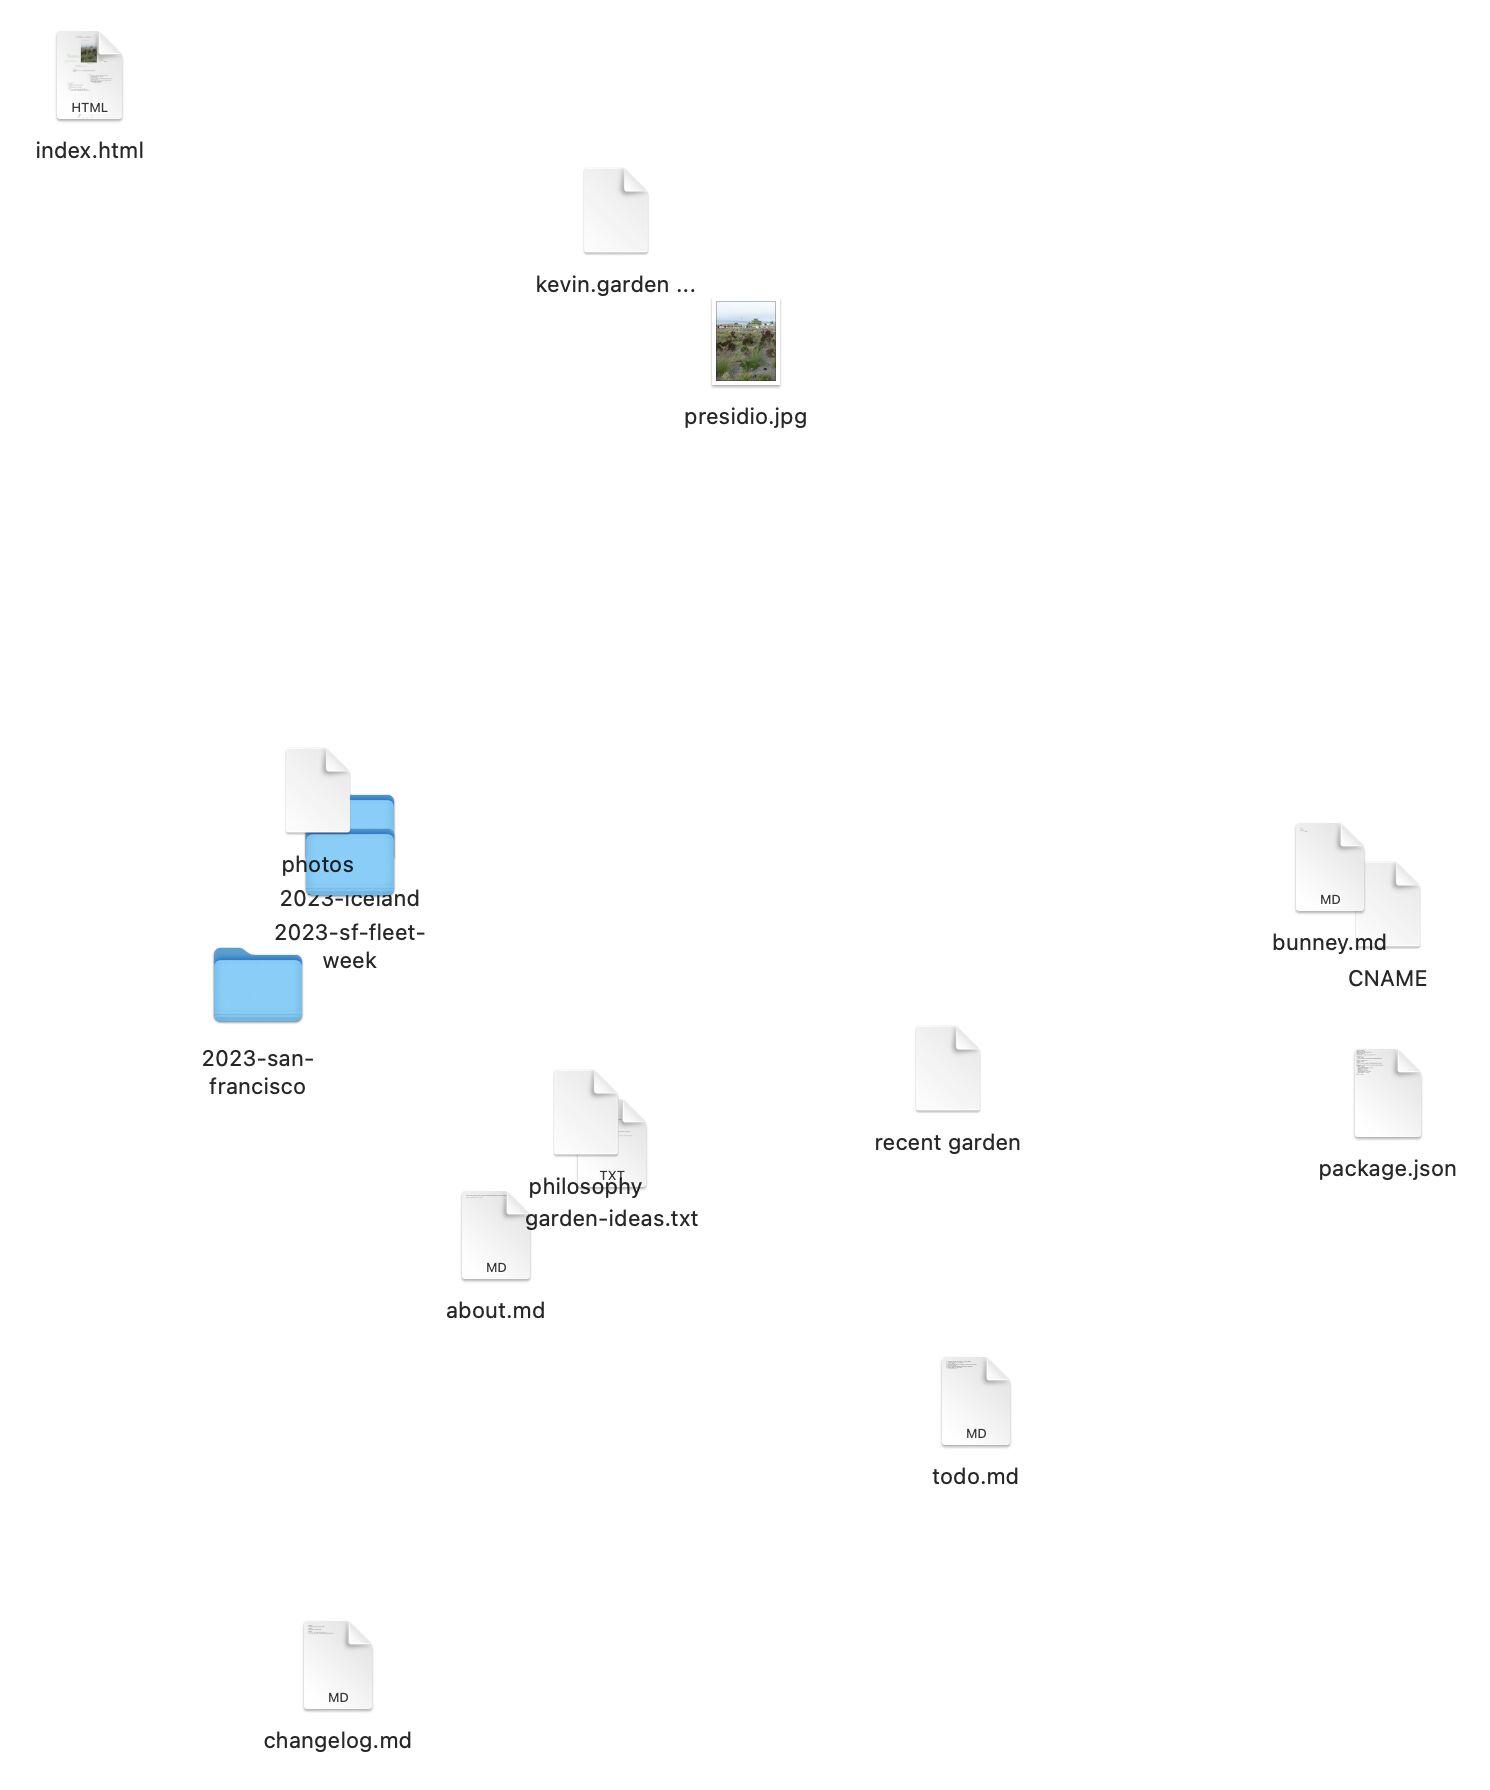 HTML
index.html
kevin.garden ...
presidio.jpg
photos
2023-iceland
2023-sf-fleet-
week
2023-san-
francisco
MD
bunney.md
CNAME
recent garden
package.json
TXT
philosophy
garden-ideas.txt
MD
about.md
MD
todo.md
MD
changelog.md